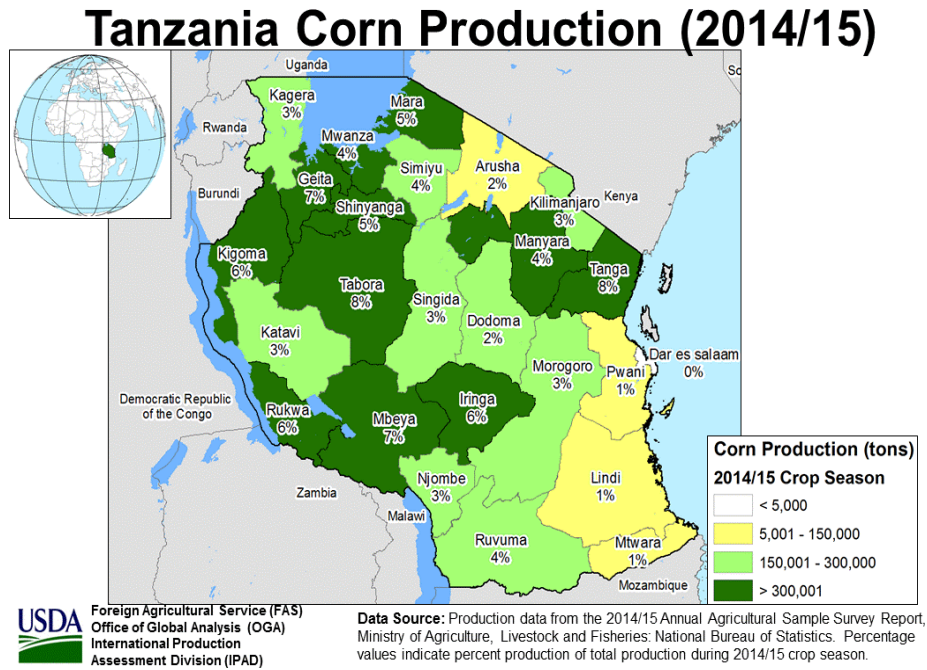 Tanzania Corn Production (2014/15)
Uganda
So
Kagera
3%
Mara
5%
Rwanda
Mwanza
4%
Simiyu
4%
Arusha
2%
Geita
7%
Burundi
Kilimanjaro
3%
Kenya
Shinyanga
5%
Manyara
4%
Kigoma
6%
Tanga
8%
Tabora
8%
Singida
3%
Dodoma
2%
Katavi
3%
Dar es salaam
0%
Morogoro
3%
Pwani
1%
Democratic Republic
of the Congo
Rukwa
6%
Mbeya
7%
Iringa
6%
Corn Production (tons)
2014/15 Crop Season
< 5,000
5,001 - 150,000
150,001 - 300,000
> 300,001
Njombe
3%
Lindi
1%
Zambia
Malawi
Ruvuma
4%
Mtwara
1%
Mozambique
USDA
Foreign Agricultural Service (FAS)
Office of Global Analysis (OGA)
International Production
Assessment Division (IPAD)
Data Source: Production data from the 2014/15 Annual Agricultural Sample Survey Report,
Ministry of Agriculture, Livestock and Fisheries: National Bureau of Statistics. Percentage
values indicate percent production of total production during 2014/15 crop season.